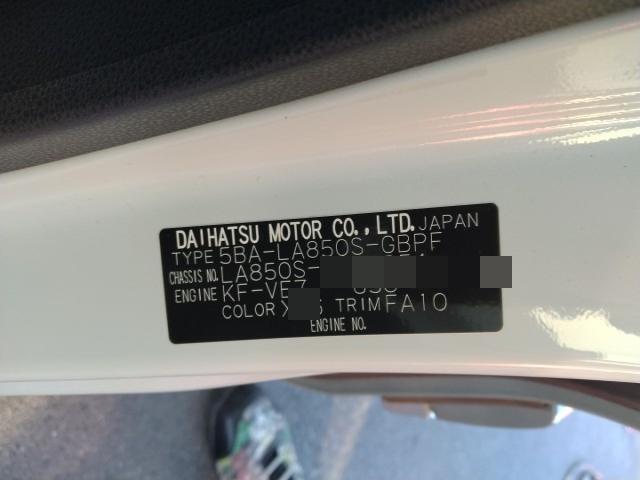 DAIHATSU MOTOR CO., LTD. JAPAN
TYPE 5BA-LA850S-GBPF
CHASSIS NO. LA850S-
ENGINE KF-VE7
COLOR TRIM FA10
ENGINE NO.